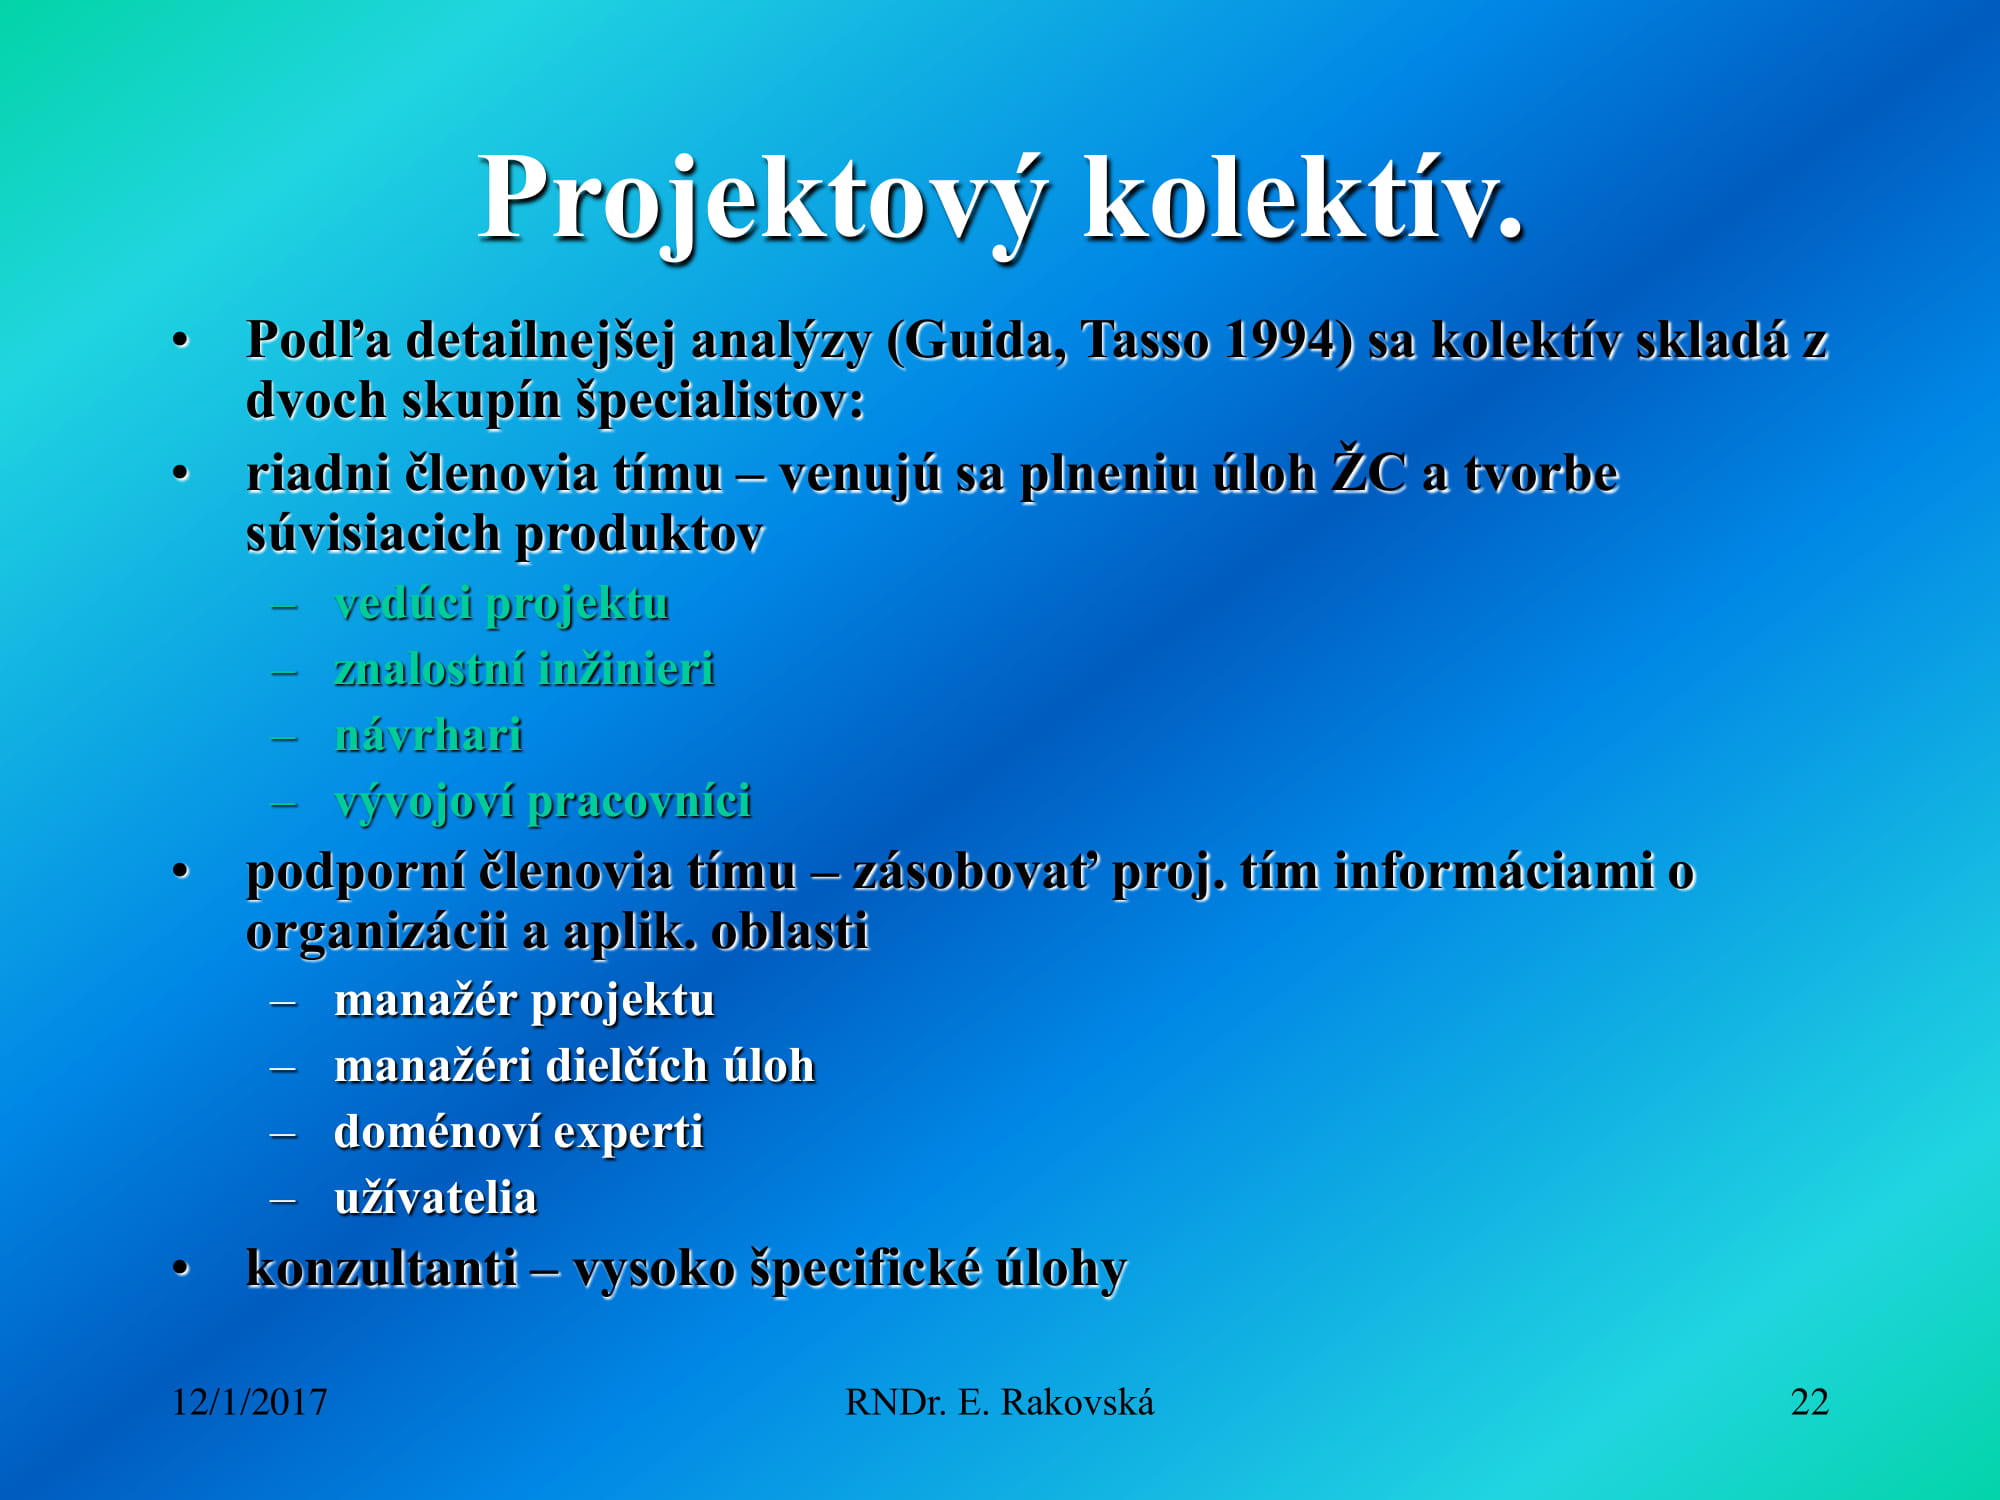 Projektový kolektív.
• Podľa detailnejšej analýzy (Guida, Tasso 1994) sa kolektív skladá z
dvoch skupín špecialistov:
• riadni členovia tímu – venujú sa plneniu úloh ŽC a tvorbe
súvisiacich produktov
– vedúci projektu
– znalostní inžinieri
– návrhari
– vývojoví pracovníci
• podporní členovia tímu – zásobovať proj. tím informáciami o
organizácii a aplik. oblasti
– manažér projektu
– manažéri dielčích úloh
– doménoví experti
– užívatelia
• konzultanti – vysoko špecifické úlohy
12/1/2017 RNDr. E. Rakovská 22